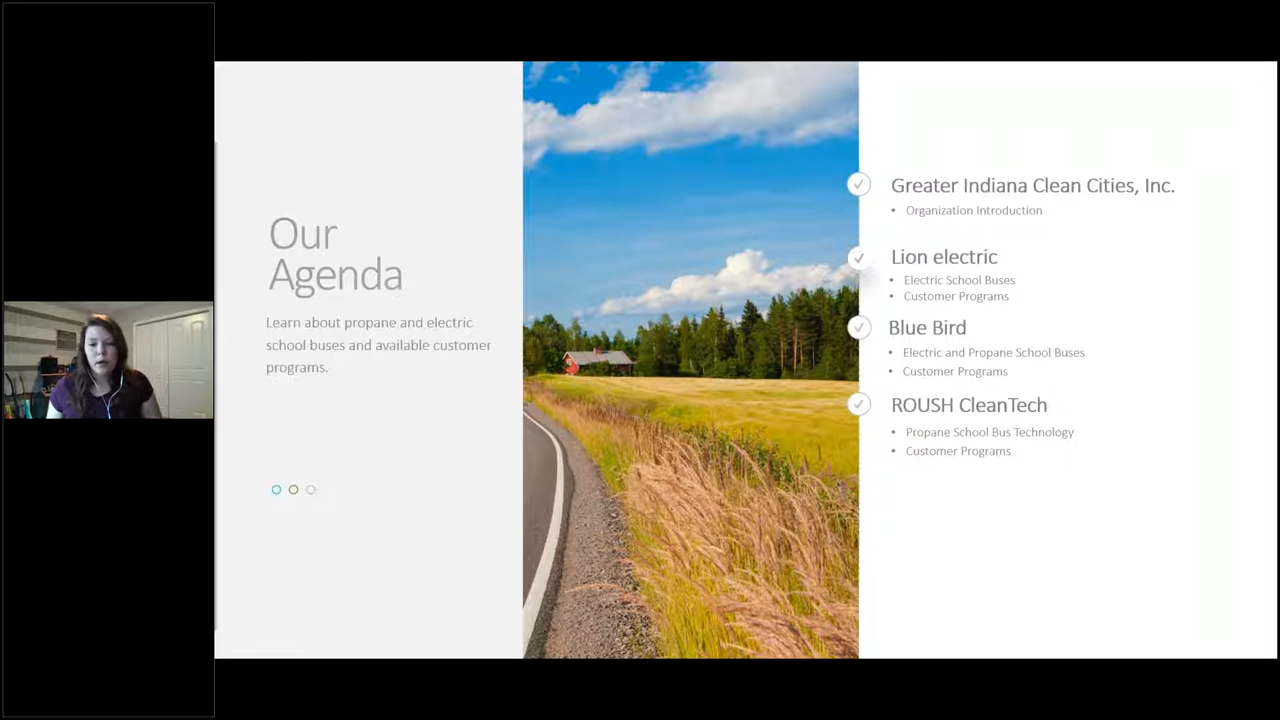 Our
Agenda
Learn about propane and electric
school buses and available customer
programs.
Greater Indiana Clean Cities, Inc.
• Organization Introduction
Lion electric
• Electric School Buses
• Customer Programs
Blue Bird
• Electric and Propane School Buses
• Customer Programs
ROUSH CleanTech
• Propane School Bus Technology
• Customer Programs